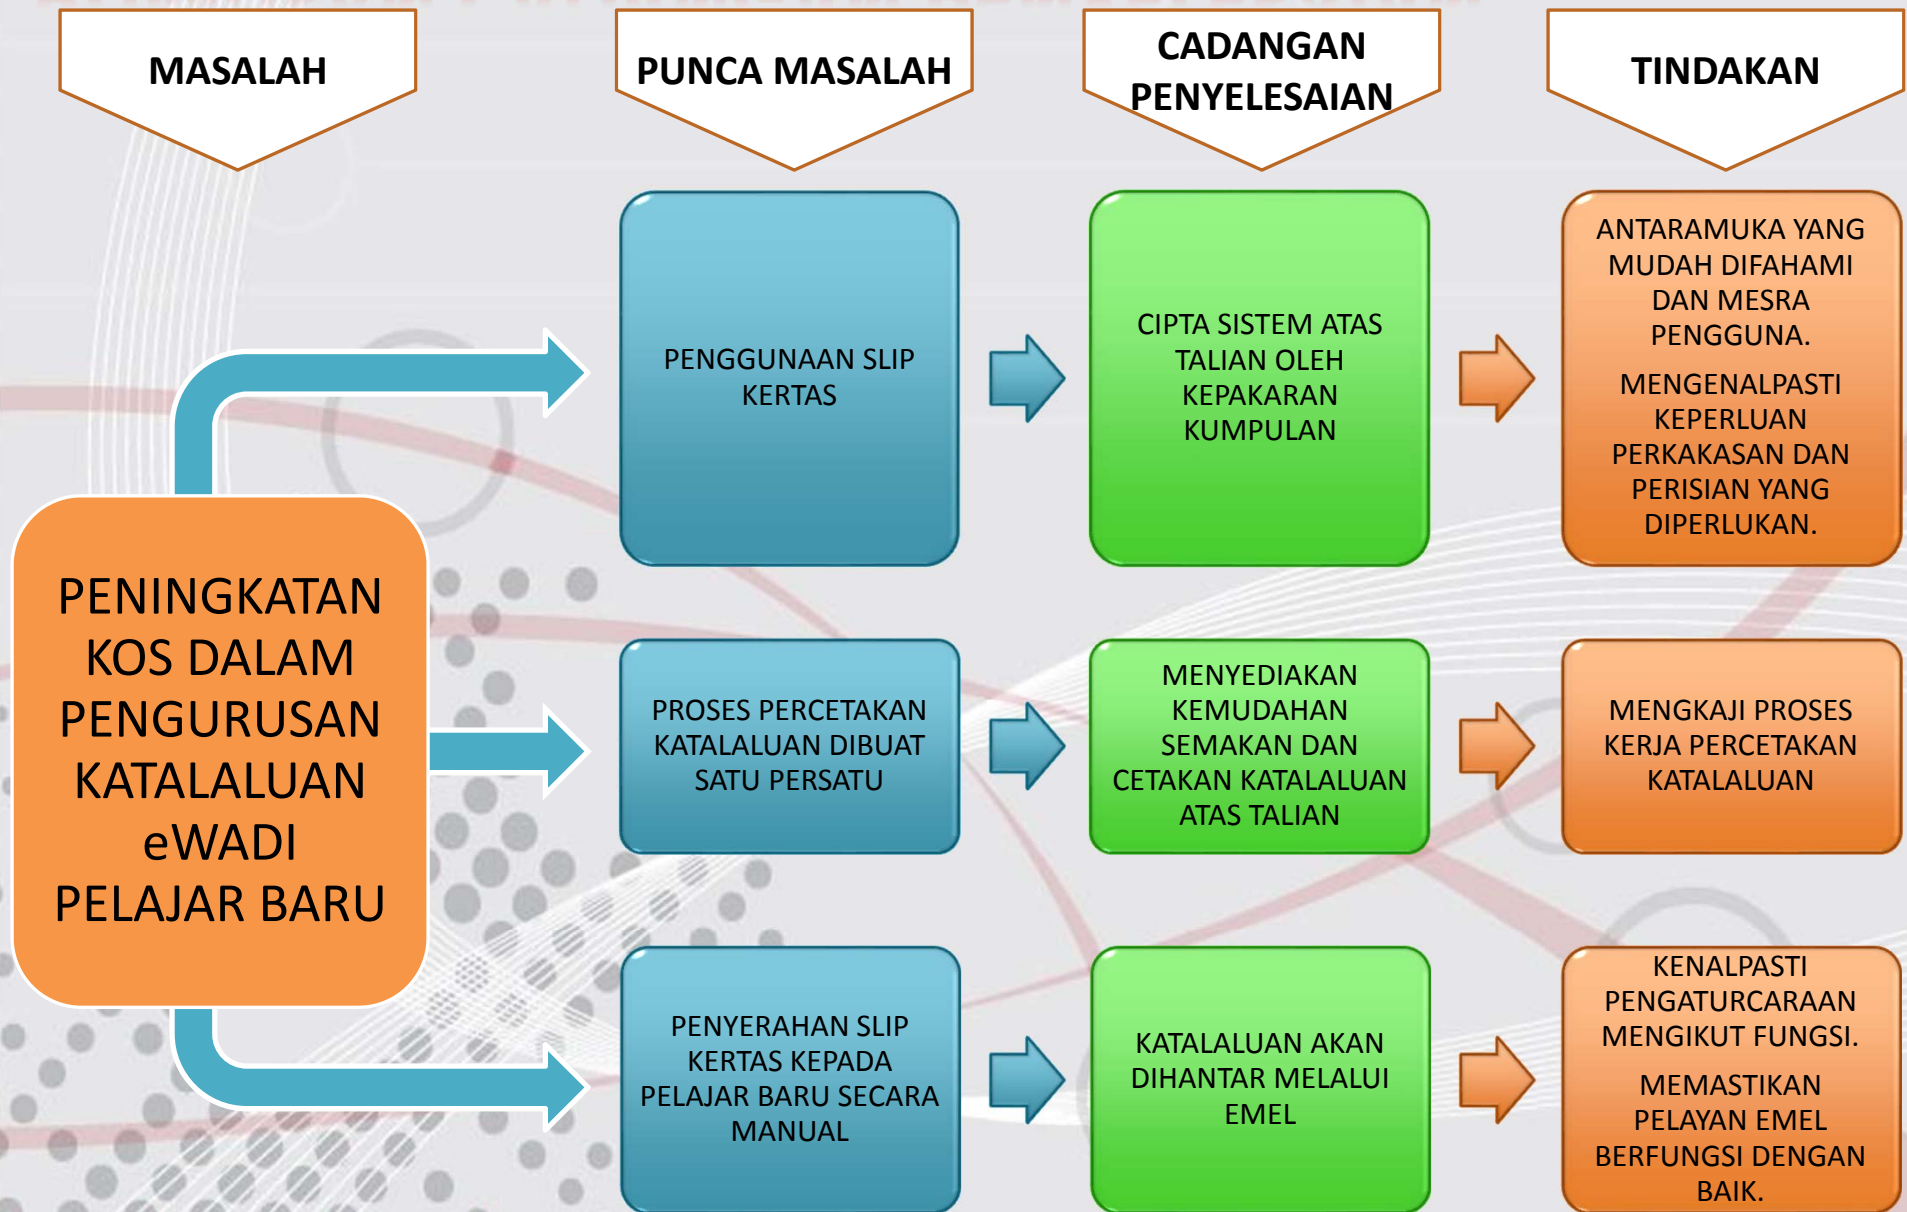 MASALAH
PUNCA MASALAH
CADANGAN
PENYELESAIAN
TINDAKAN
PENINGKATAN
KOS DALAM
PENGURUSAN
KATALALUAN
eWADI
PELAJAR BARU
PENGGUNAAN SLIP
KERTAS
CIPTA SISTEM ATAS
TALIAN OLEH
KEPAKARAN
KUMPULAN
ANTARAMUKA YANG
MUDAH DIFAHAMI
DAN MESRA
PENGGUNA.
MENGENALPASTI
KEPERLUAN
PERKAKASAN DAN
PERISIAN YANG
DIPERLUKAN.
PROSES PERCETAKAN
KATALALUAN DIBUAT
SATU PERSATU
MENYEDIAKAN
KEMUDAHAN
SEMAKAN DAN
CETAKAN KATALALUAN
ATAS TALIAN
MENGKAJI PROSES
KERJA PERCETAKAN
KATALALUAN
PENYERAHAN SLIP
KERTAS KEPADA
PELAJAR BARU SECARA
MANUAL
KATALALUAN AKAN
DIHANTAR MELALUI
EMEL
KENALPASTI
PENGATURCARAAN
MENGIKUT FUNGSI.
MEMASTIKAN
PELAYAN EMEL
BERFUNGSI DENGAN
BAIK.